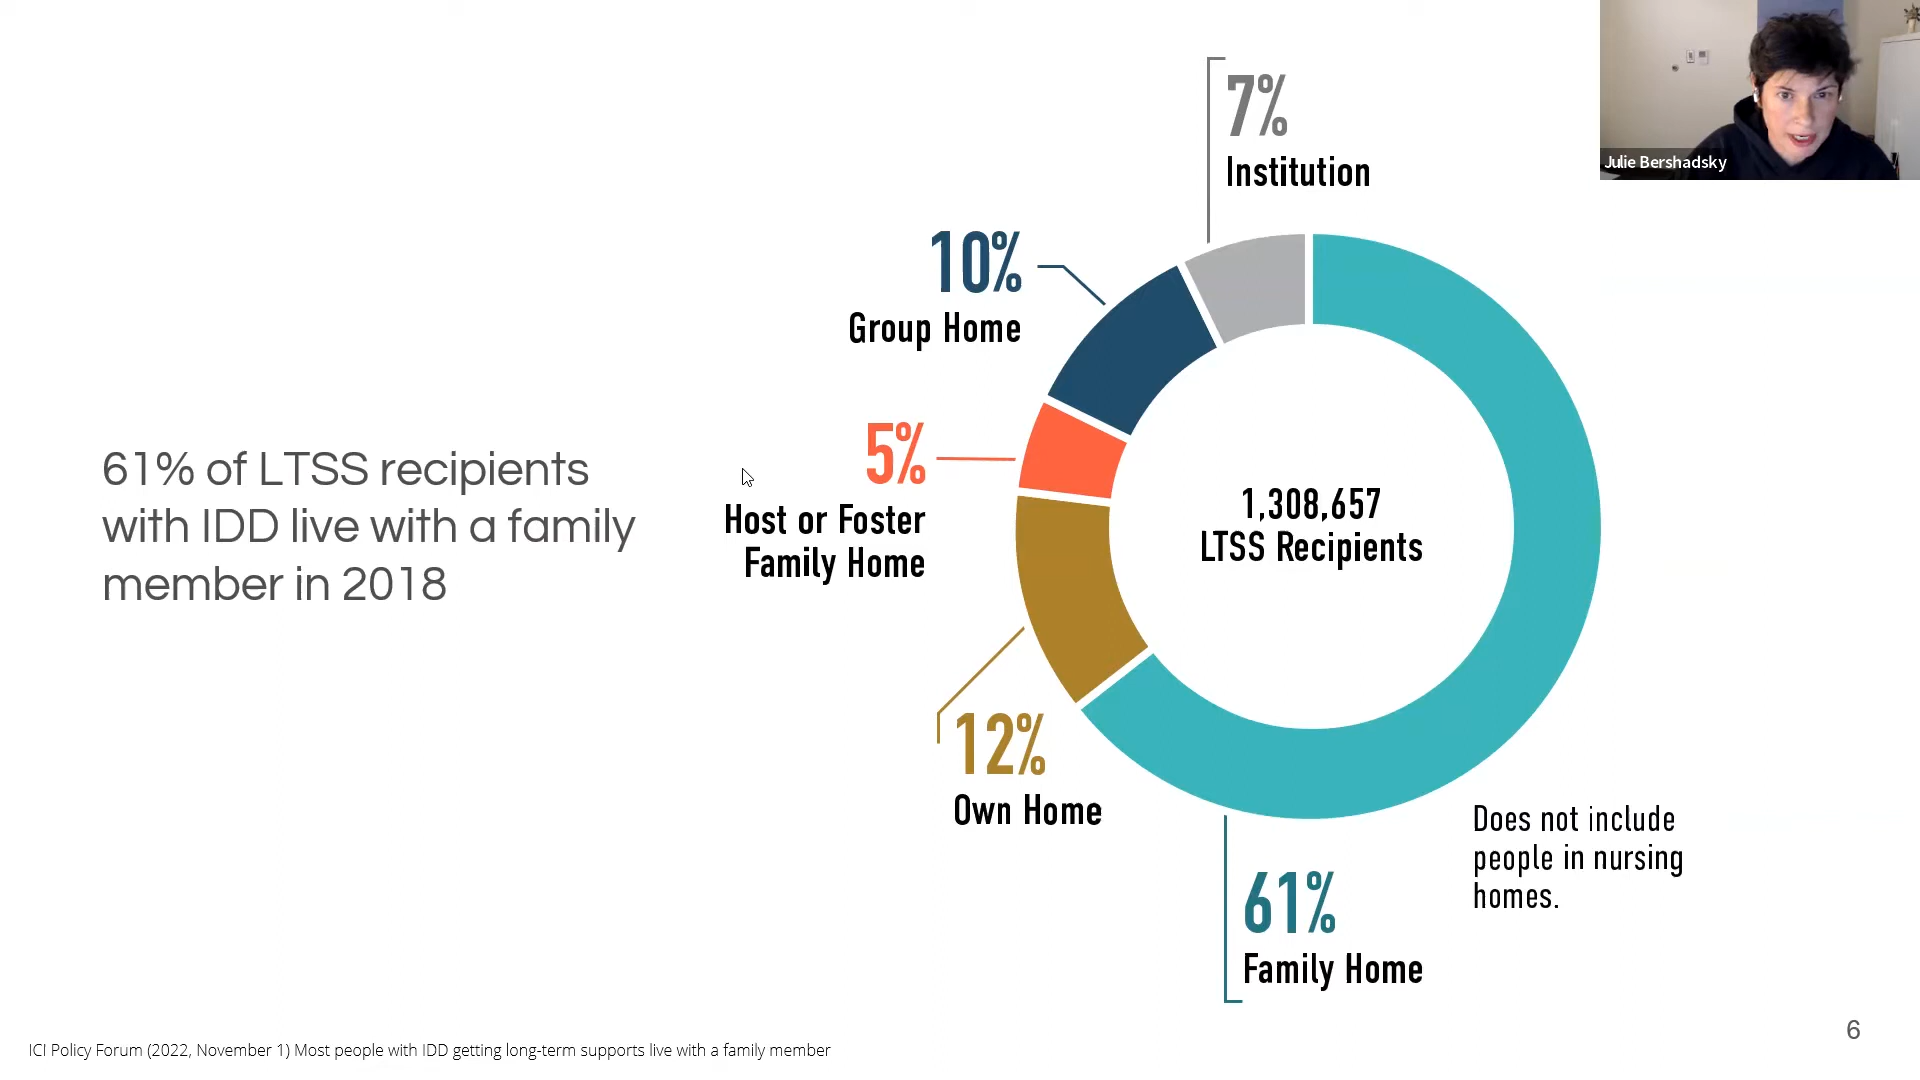 7%
Institution
Julie Bershadsky
10%
Group Home
5%
Host or Foster
Family Home
61% of LTSS recipients
with IDD live with a family
member in 2018
1,308,657
LTSS Recipients
12%
Own Home
Does not include
people in nursing
homes.
61%
Family Home
6
ICI Policy Forum (2022, November 1) Most people with IDD getting long-term supports live with a family member